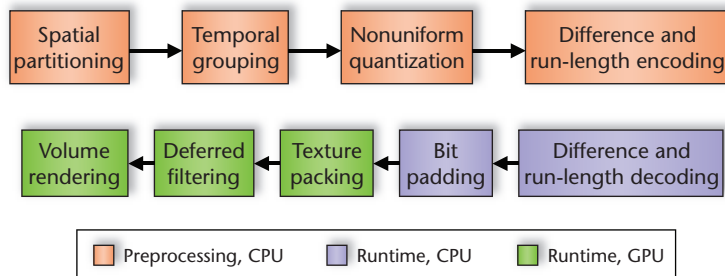 Spatial
partitioning
Temporal
grouping
Nonuniform
quantization
Difference and
run-length encoding
Volume
rendering
Deferred
filtering
Texture
packing
Bit
padding
Difference and
run-length decoding
Preprocessing, CPU
Runtime, CPU
Runtime, GPU